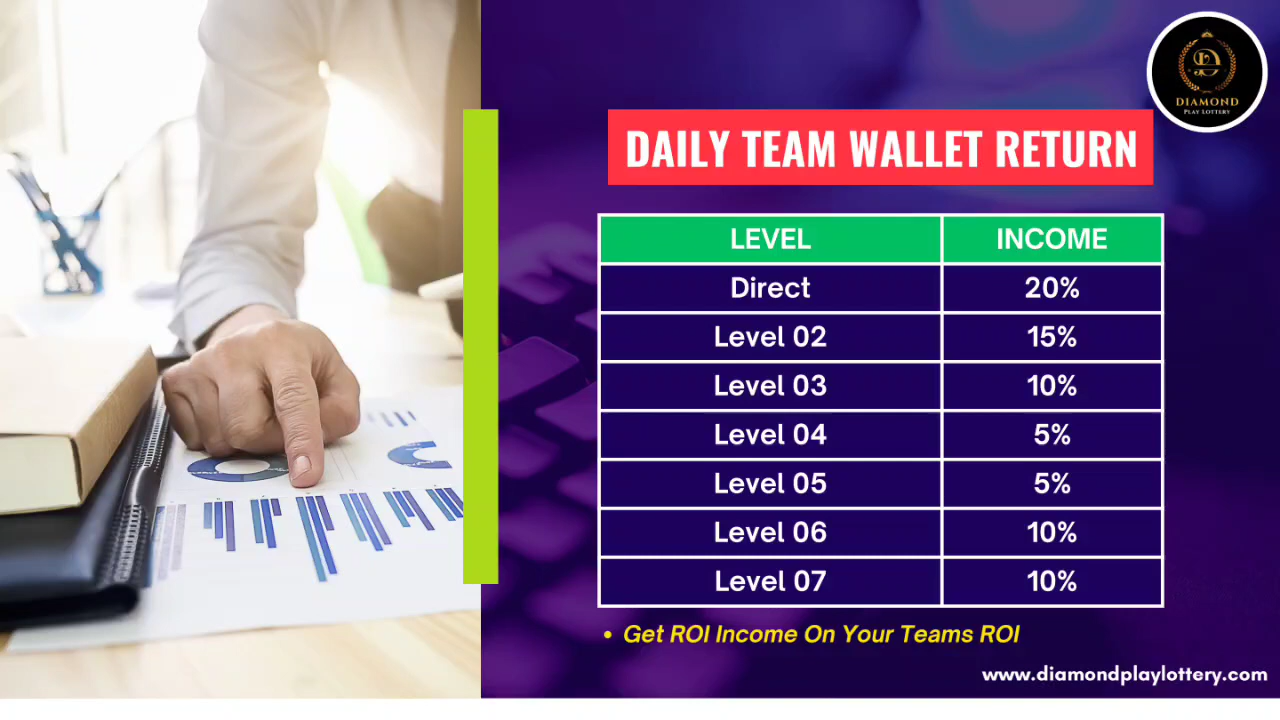 DIAMOND
PLAY LOTTERY
DAILY TEAM WALLET RETURN
LEVEL INCOME
Direct 20%
Level 02 15%
Level 03 10%
Level 04 5%
Level 05 5%
Level 06 10%
Level 07 10%
• Get ROI Income On Your Teams ROI
www.diamondplaylottery.com